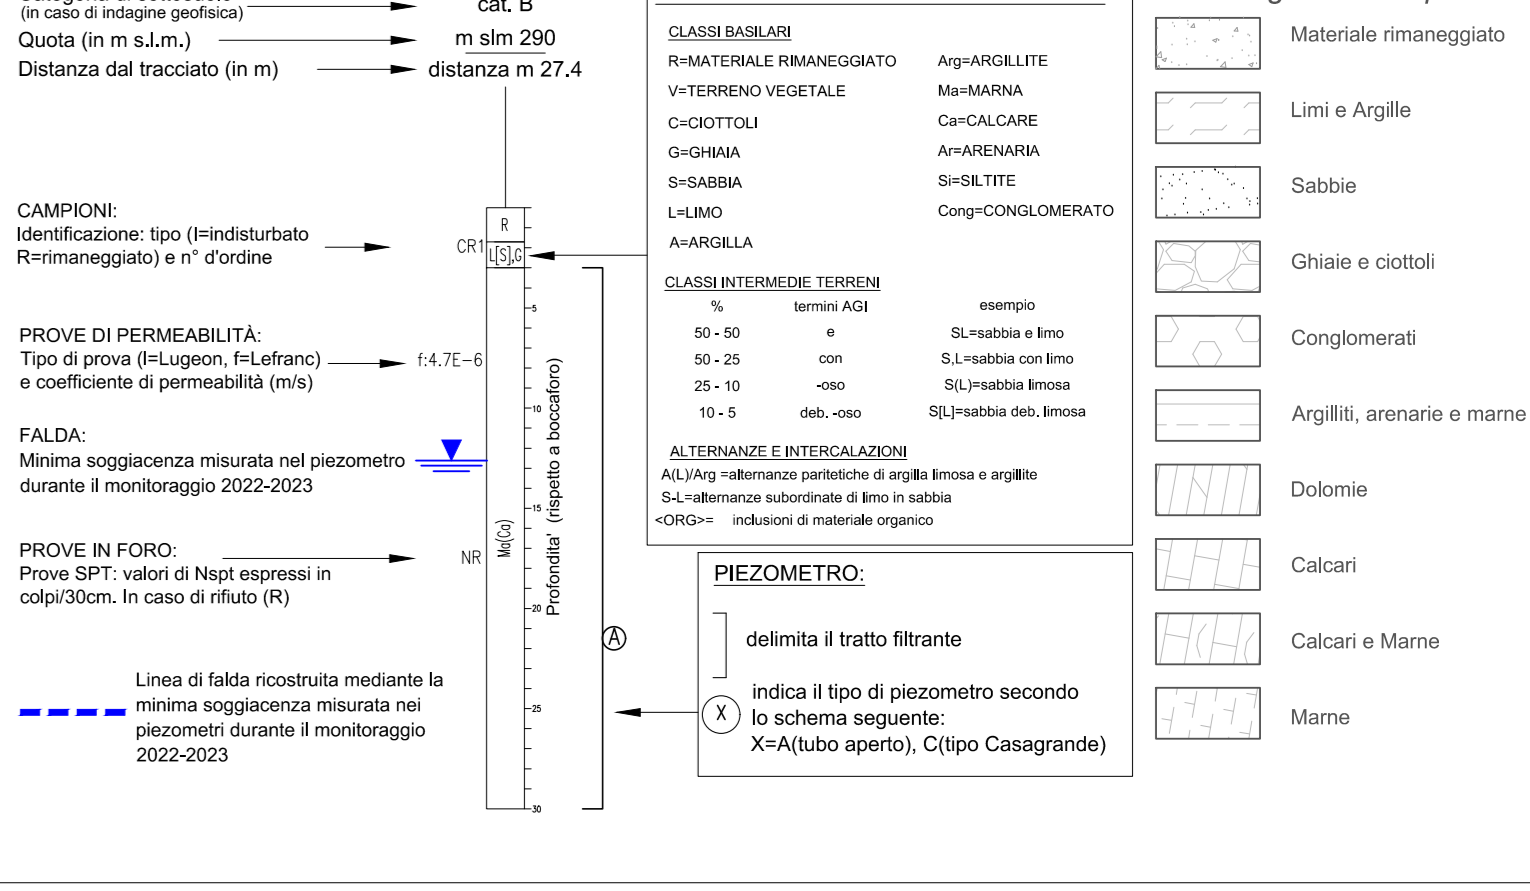 (in caso di indagine geofisica)
cat. B
Quota (in m s.l.m.)
m slm 290
Distanza dal tracciato (in m)
distanza m 27.4
CAMPIONI:
Identificazione: tipo (I=indisturbato
R=rimaneggiato) e n° d'ordine
CR1
R
L[S],G
PROVE DI PERMEABILITÀ:
Tipo di prova (I=Lugeon, f=Lefranc)
e coefficiente di permeabilità (m/s)
f:4.7E-6
FALDA:
Minima soggiacenza misurata nel piezometro
durante il monitoraggio 2022-2023
PROVE IN FORO:
Prove SPT: valori di Nspt espressi in
colpi/30cm. In caso di rifiuto (R)
NR
Ma(Ca)
5
10
15
20
25
30
Profondita' (rispetto a boccaforo)
A
Linea di falda ricostruita mediante la
minima soggiacenza misurata nei
piezometri durante il monitoraggio
2022-2023
CLASSI BASILARI
R=MATERIALE RIMANEGGIATO
Arg=ARGILLITE
V=TERRENO VEGETALE
Ma=MARNA
C=CIOTTOLI
Ca=CALCARE
G=GHIAIA
Ar=ARENARIA
S=SABBIA
Si=SILTITE
L=LIMO
Cong=CONGLOMERATO
A=ARGILLA
CLASSI INTERMEDIE TERRENI
% termini AGI esempio
50 - 50 e SL=sabbia e limo
50 - 25 con S,L=sabbia con limo
25 - 10 -oso S(L)=sabbia limosa
10 - 5 deb. -oso S[L]=sabbia deb. limosa
ALTERNANZE E INTERCALAZIONI
A(L)/Arg =alternanze paritetiche di argilla limosa e argillite
S-L=alternanze subordinate di limo in sabbia
<ORG>= inclusioni di materiale organico
PIEZOMETRO:
delimita il tratto filtrante
X
indica il tipo di piezometro secondo
lo schema seguente:
X=A(tubo aperto), C(tipo Casagrande)
Materiale rimaneggiato
Limi e Argille
Sabbie
Ghiaie e ciottoli
Conglomerati
Argilliti, arenarie e marne
Dolomie
Calcari
Calcari e Marne
Marne